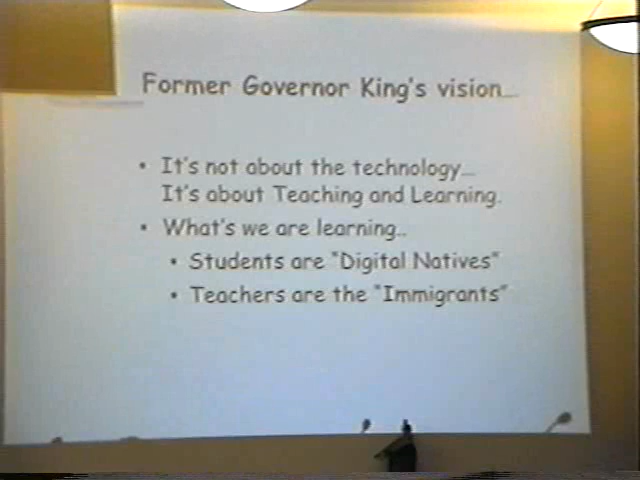 Former Governor King's vision...
• It's not about the technology...
It's about Teaching and Learning.
• What's we are learning..
• Students are "Digital Natives"
• Teachers are the "Immigrants"